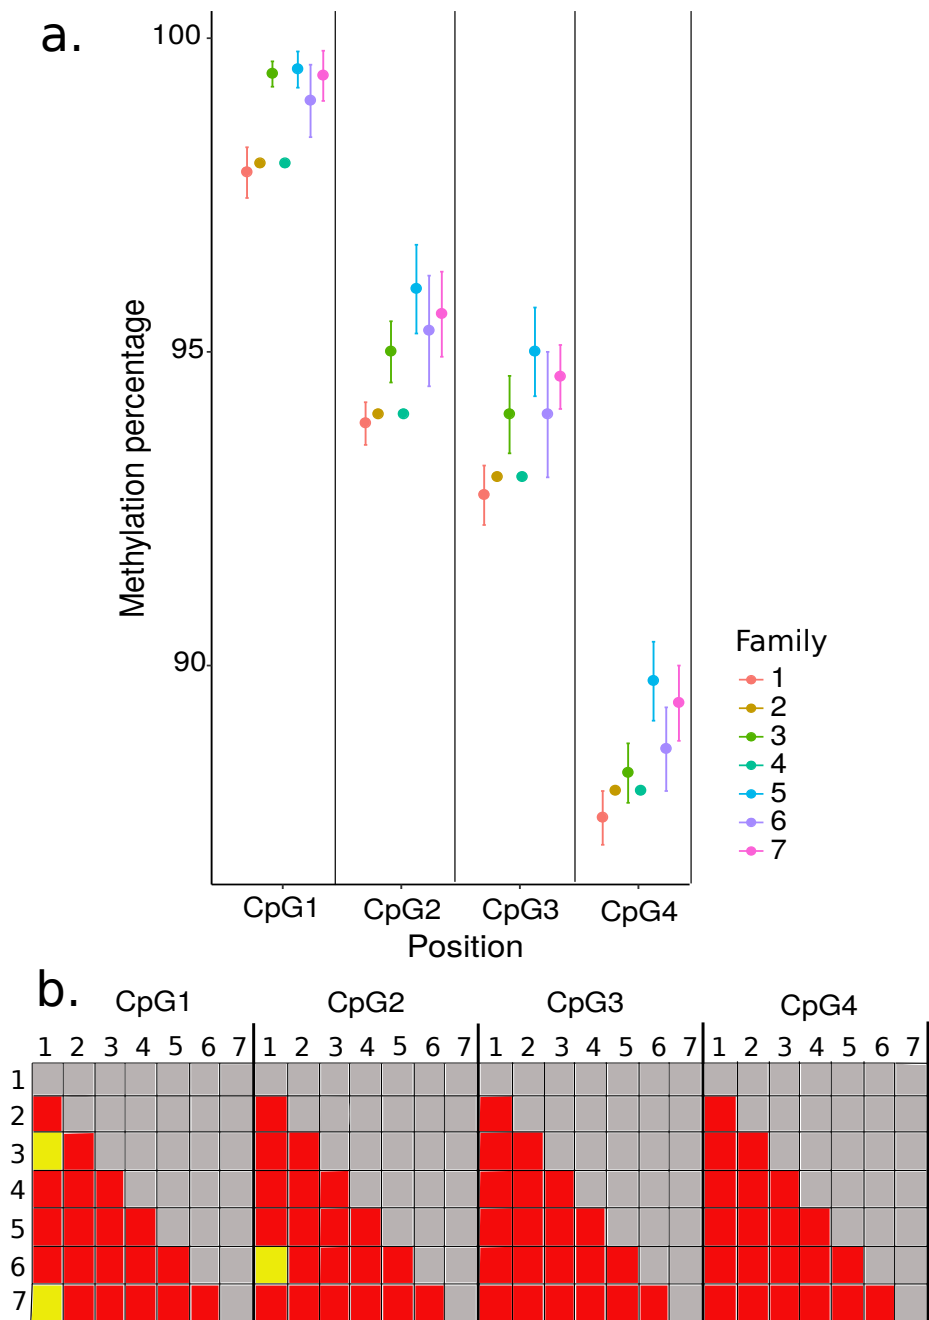 a.
100
95
90
Methylation percentage
CpG1 CpG2 CpG3 CpG4
Position
Family
1
2
3
4
5
6
7
b.
CpG1 CpG2 CpG3 CpG4
1 2 3 4 5 6 7 1 2 3 4 5 6 7 1 2 3 4 5 6 7 1 2 3 4 5 6 7
1
2
3
4
5
6
7